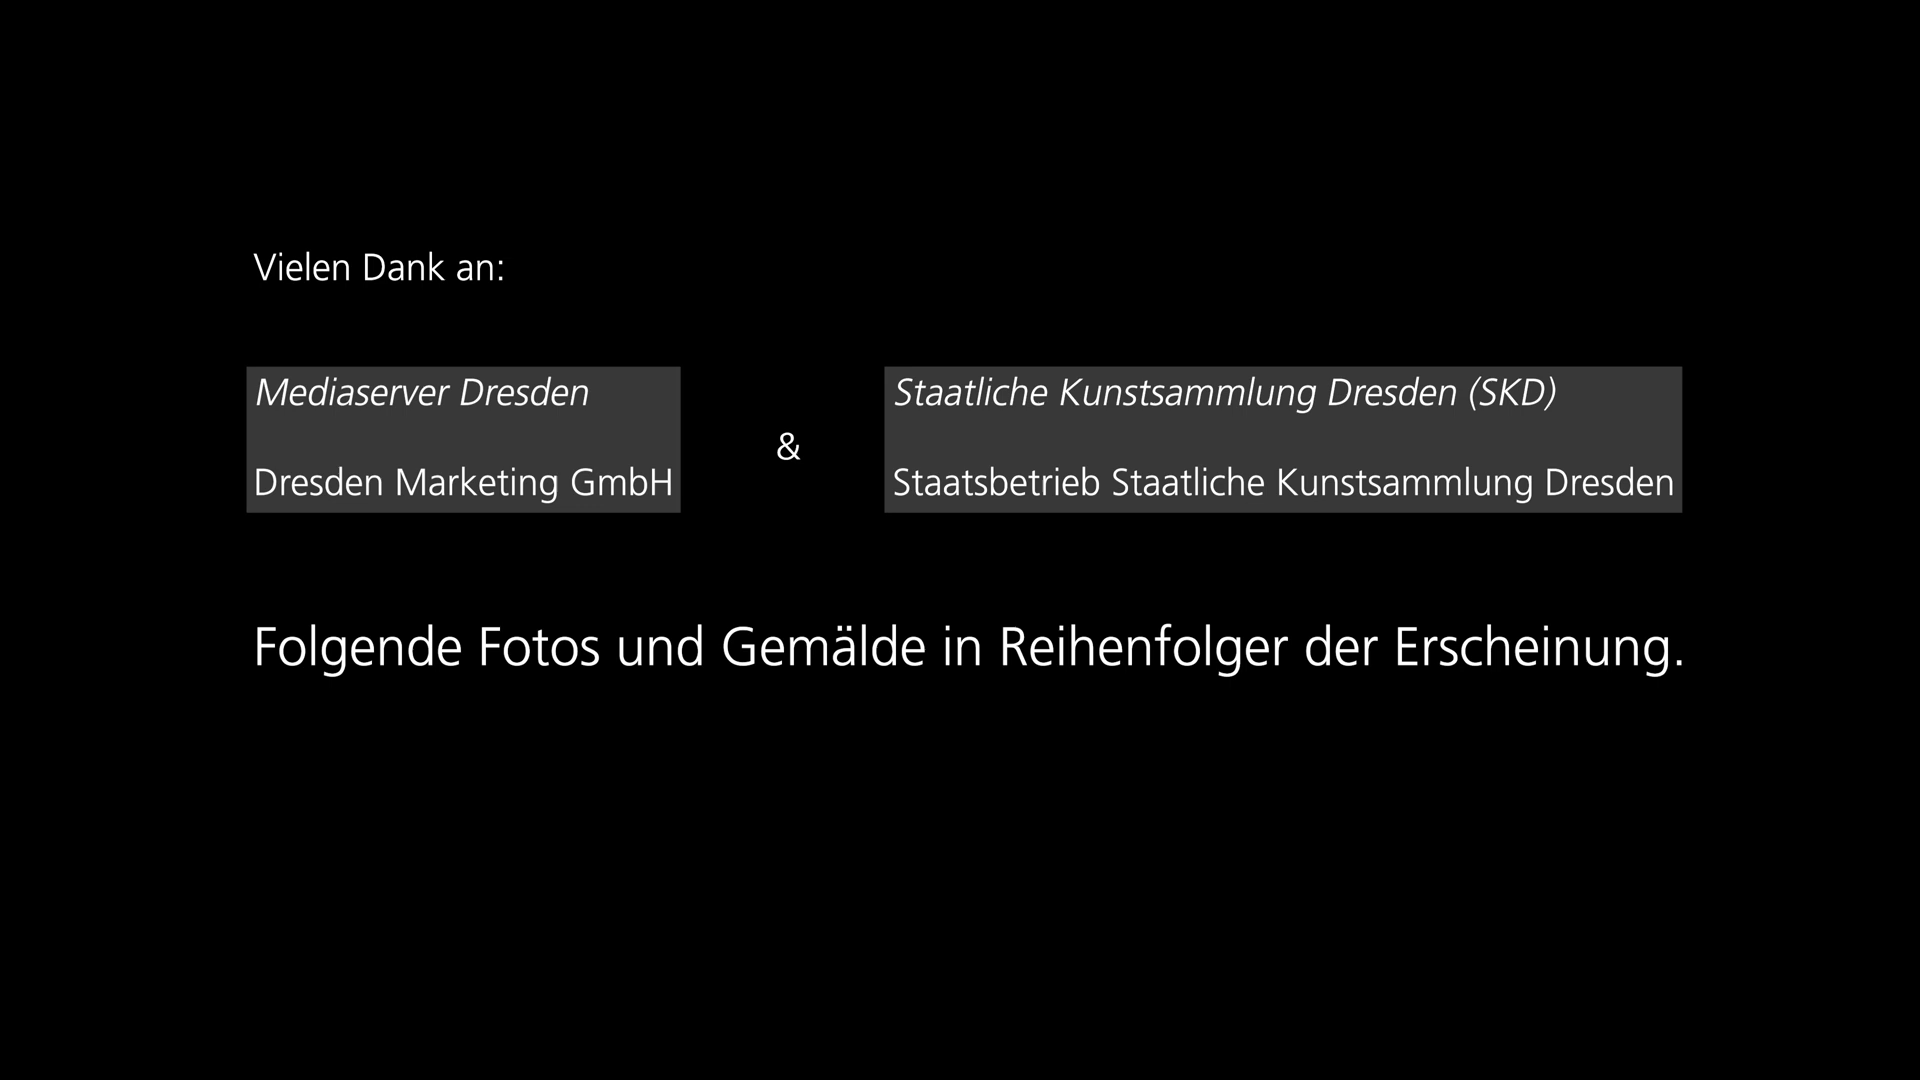 Vielen Dank an:
Mediaserver Dresden
Dresden Marketing GmbH
&
Staatliche Kunstsammlung Dresden (SKD)
Staatsbetrieb Staatliche Kunstsammlung Dresden
Folgende Fotos und Gemälde in Reihenfolger der Erscheinung.